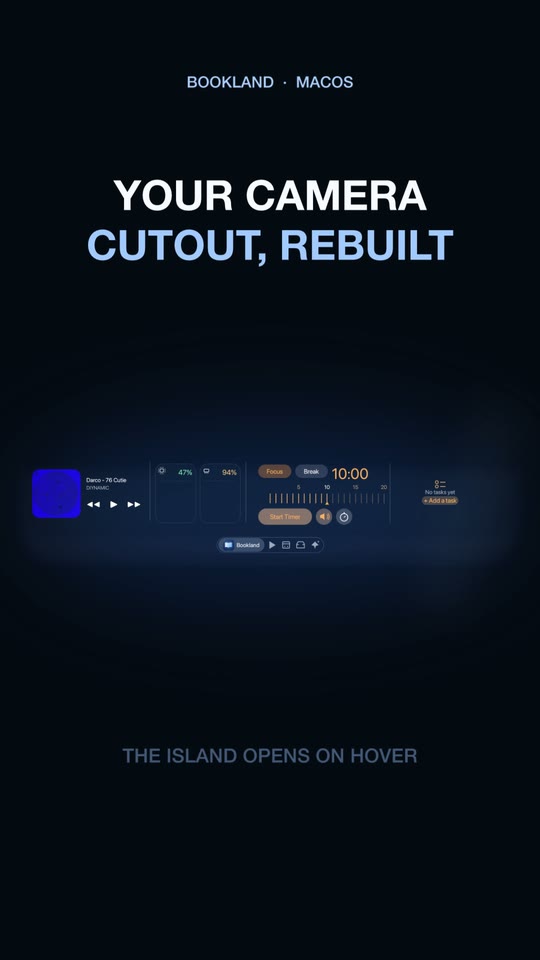 BOOKLAND · MACOS
YOUR CAMERA
CUTOUT, REBUILT
Darco - 76 Cutie
DIYNAMIC
47%
94%
Focus
Break
10:00
5 10 15 20
Start Timer
No tasks yet
+ Add a task
Bookland
THE ISLAND OPENS ON HOVER